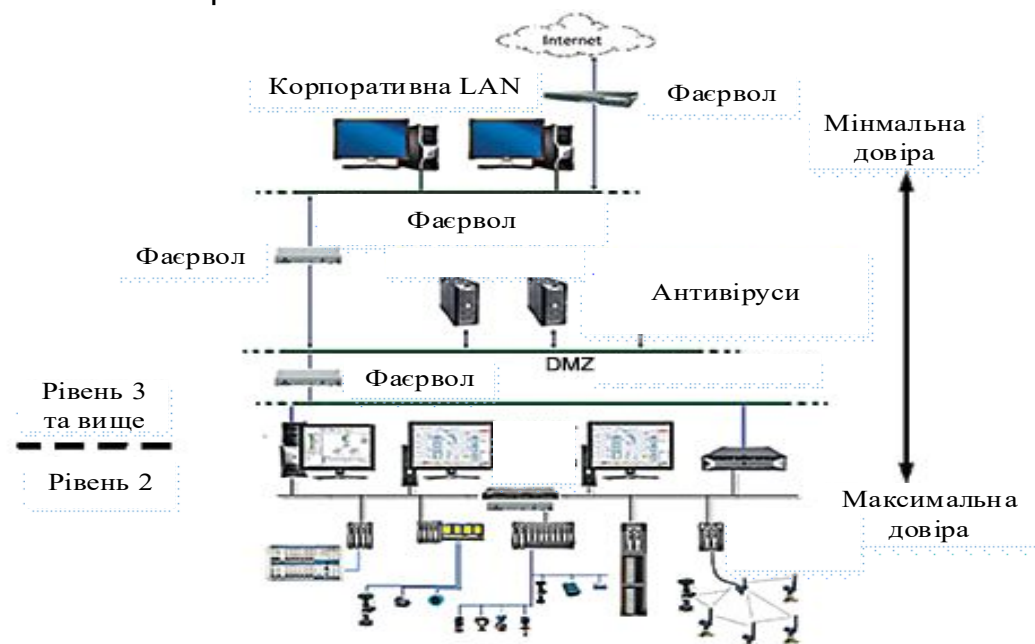 Internet
Корпоративна LAN
Фаєрвол
Мінмальна
довіра
Фаєрвол
Фаєрвол
Антивіруси
DMZ
Фаєрвол
Рівень 3
та вище
Рівень 2
Максимальна
довіра